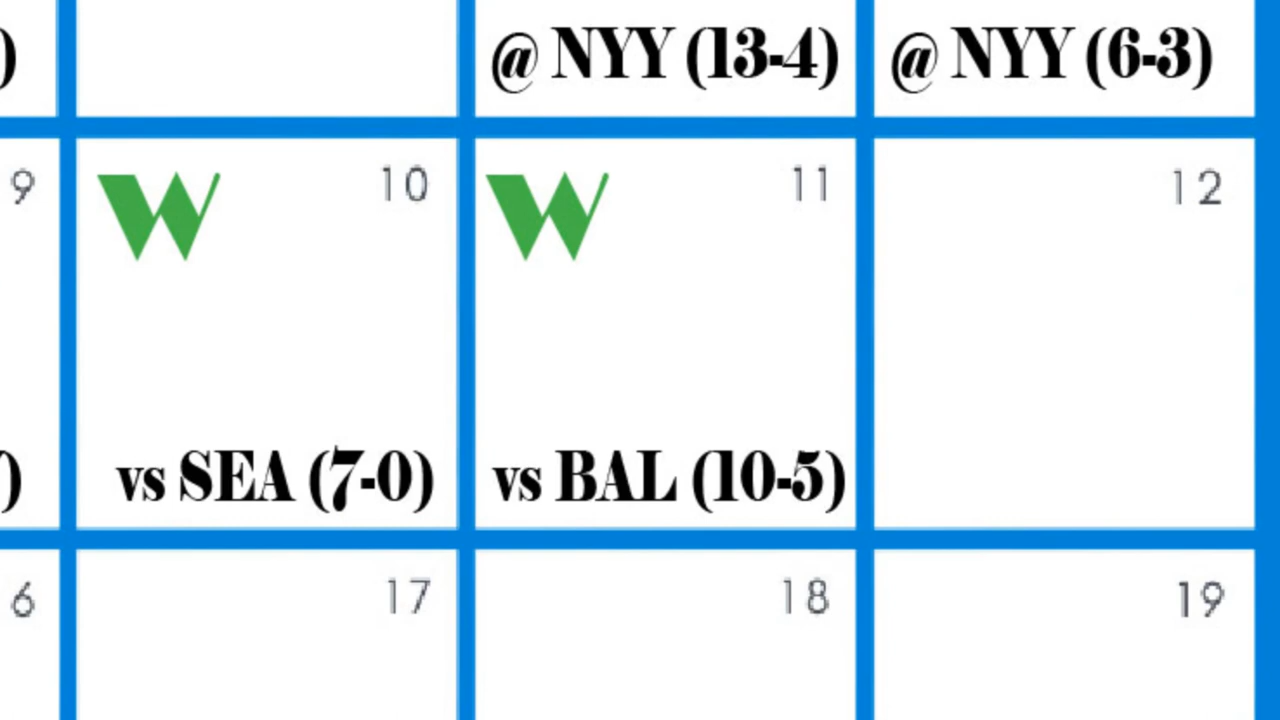 )
@ NYY (13-4)
@ NYY (6-3)
9
W
10
W
11
12
)
vs SEA (7-0)
vs BAL (10-5)
6
17
18
19